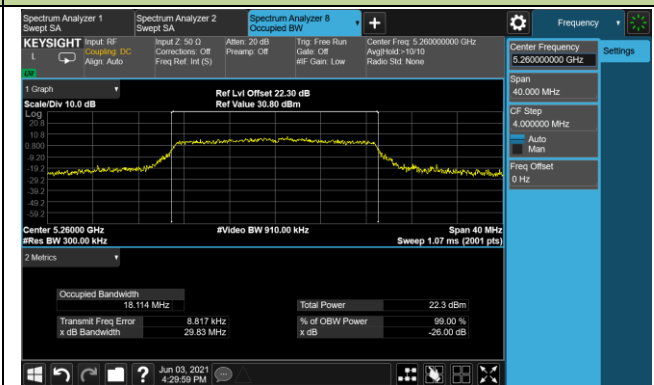 Spectrum Analyzer 1
Swept SA
Spectrum Analyzer 2
Swept SA
Spectrum Analyzer 8
Occupied BW
+
Frequency
KEYSIGHT
L
Input: RF
Coupling: DC
Align: Auto
Input Z: 50 Ω
Corrections: Off
Freq Ref: Int (S)
Atten: 20 dB
Preamp: Off
Trig: Free Run
Gate: Off
#IF Gain: Low
Center Freq: 5.260000000 GHz
Avg|Hold:>10/10
Radio Std: None
Center Frequency
5.260000000 GHz
Settings
Span
40.000 MHz
CF Step
4.000000 MHz
Auto
Man
Freq Offset
0 Hz
1 Graph
Scale/Div 10.0 dB
Ref Lvl Offset 22.30 dB
Ref Value 30.80 dBm
Log
20.8
10.8
0.800
-9.20
-19.2
-29.2
-39.2
-49.2
-59.2
Center 5.26000 GHz
#Res BW 300.00 kHz
#Video BW 910.00 kHz
Span 40 MHz
Sweep 1.07 ms (2001 pts)
2 Metrics
Occupied Bandwidth
18.114 MHz
Total Power 22.3 dBm
Transmit Freq Error 8.817 kHz
% of OBW Power 99.00 %
x dB Bandwidth 29.83 MHz
x dB -26.00 dB
?
Jun 03, 2021
4:29:59 PM